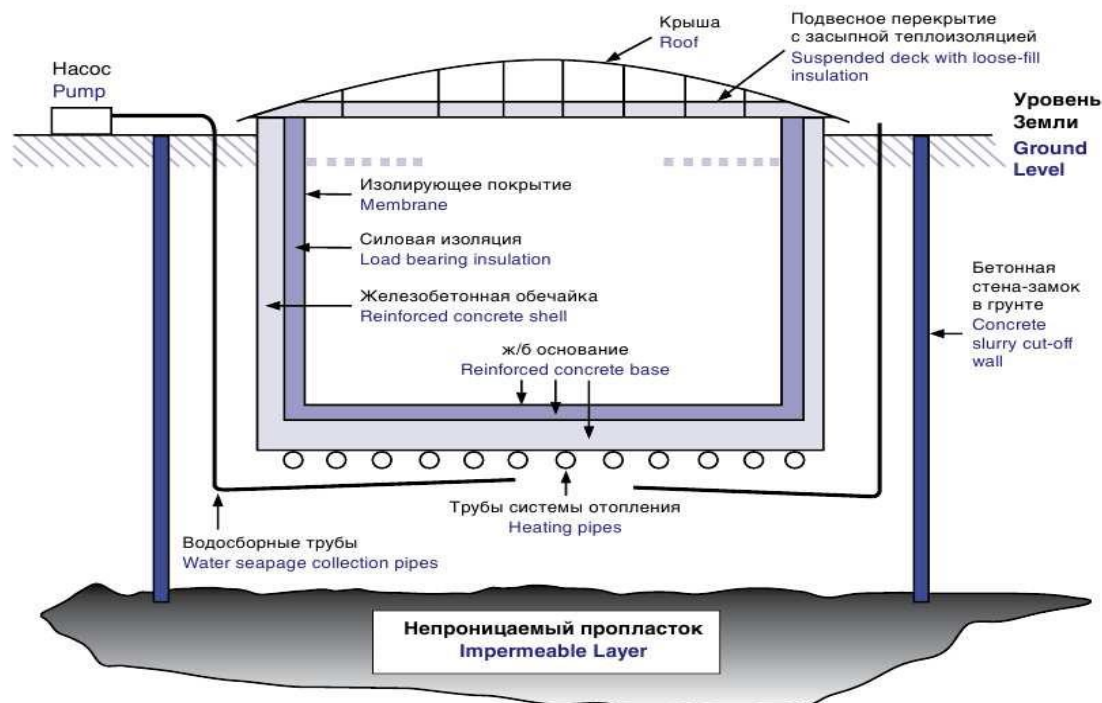 Крыша
Roof
Подвесное перекрытие
с засыпной теплоизоляцией
Suspended deck with loose-fill
insulation
Насос
Pump
Уровень
Земли
Ground
Level
Изолирующее покрытие
Membrane
Силовая изоляция
Load bearing insulation
Железобетонная обечайка
Reinforced concrete shell
ж/б основание
Reinforced concrete base
Бетонная
стена-замок
в грунте
Concrete
slurry cut-off
wall
Трубы системы отопления
Heating pipes
Водосборные трубы
Water seepage collection pipes
Непроницаемый пропласток
Impermeable Layer